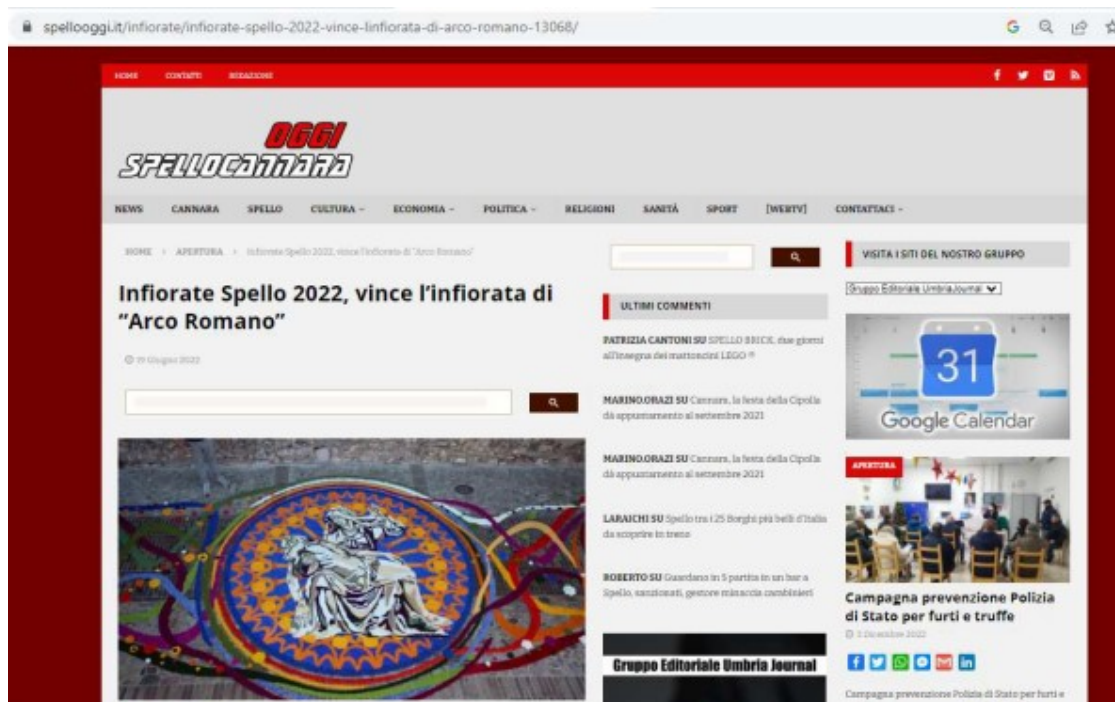 spellooggi.it/infiorate/infiorate-spello-2022-vince-linfiorata-di-arco-romano-13068/
HOME CONTATTI REDAZIONE
OGGI
SPELLOCANNARA
NEWS CANNARA SPELLO CULTURA ECONOMIA POLITICA RELIGIONI SANITÀ SPORT [WEBTV] CONTATTACI
HOME APERTURA Infiorate Spello 2022, vince l'infiorata di "Arco Romano"
Infiorate Spello 2022, vince l’infiorata di
“Arco Romano”
19 Giugno 2022
ULTIMI COMMENTI
PATRIZIA CANTONI SU SPELLO BRICK, due giorni
all'insegna dei mattoncini LEGO ®
MARINO.ORAZI SU Cannara, la festa della Cipolla
dà appuntamento al settembre 2021
MARINO.ORAZI SU Cannara, la festa della Cipolla
dà appuntamento al settembre 2021
LARAICHI SU Spello tra i 25 Borghi più belli d'Italia
da scoprire in treno
ROBERTO SU Guardano in 5 partita in un bar a
Spello, sanzionati, gestore minaccia carabinieri
Gruppo Editoriale Umbria Journal
VISITA I SITI DEL NOSTRO GRUPPO
Gruppo Editoriale UmbriaJournal
31
Google Calendar
APERTURA
Campagna prevenzione Polizia
di Stato per furti e truffe
Dicembre 2022
Campagna prevenzione Polizia di Stato per furti e